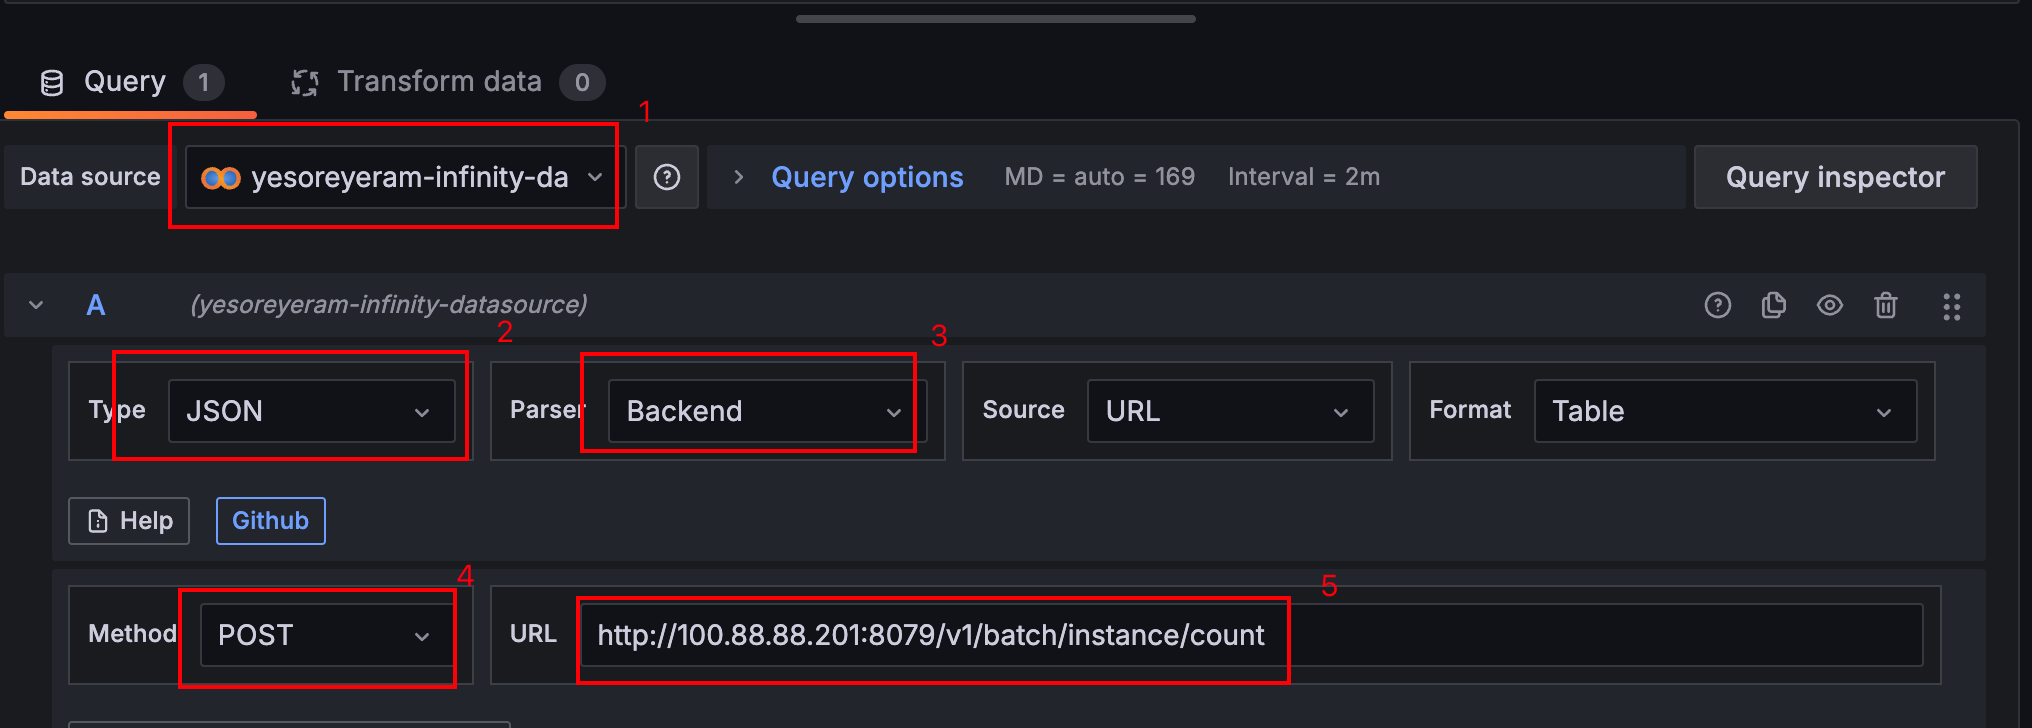 Query 1 Transform data 0
1
Data source yesoreyeram-infinity-da Query options MD = auto = 169 Interval = 2m Query inspector
A (yesoreyeram-infinity-datasource)
2 3
Type JSON Parser Backend Source URL Format Table
Help Github
4 5
Method POST URL http://100.88.88.201:8079/v1/batch/instance/count